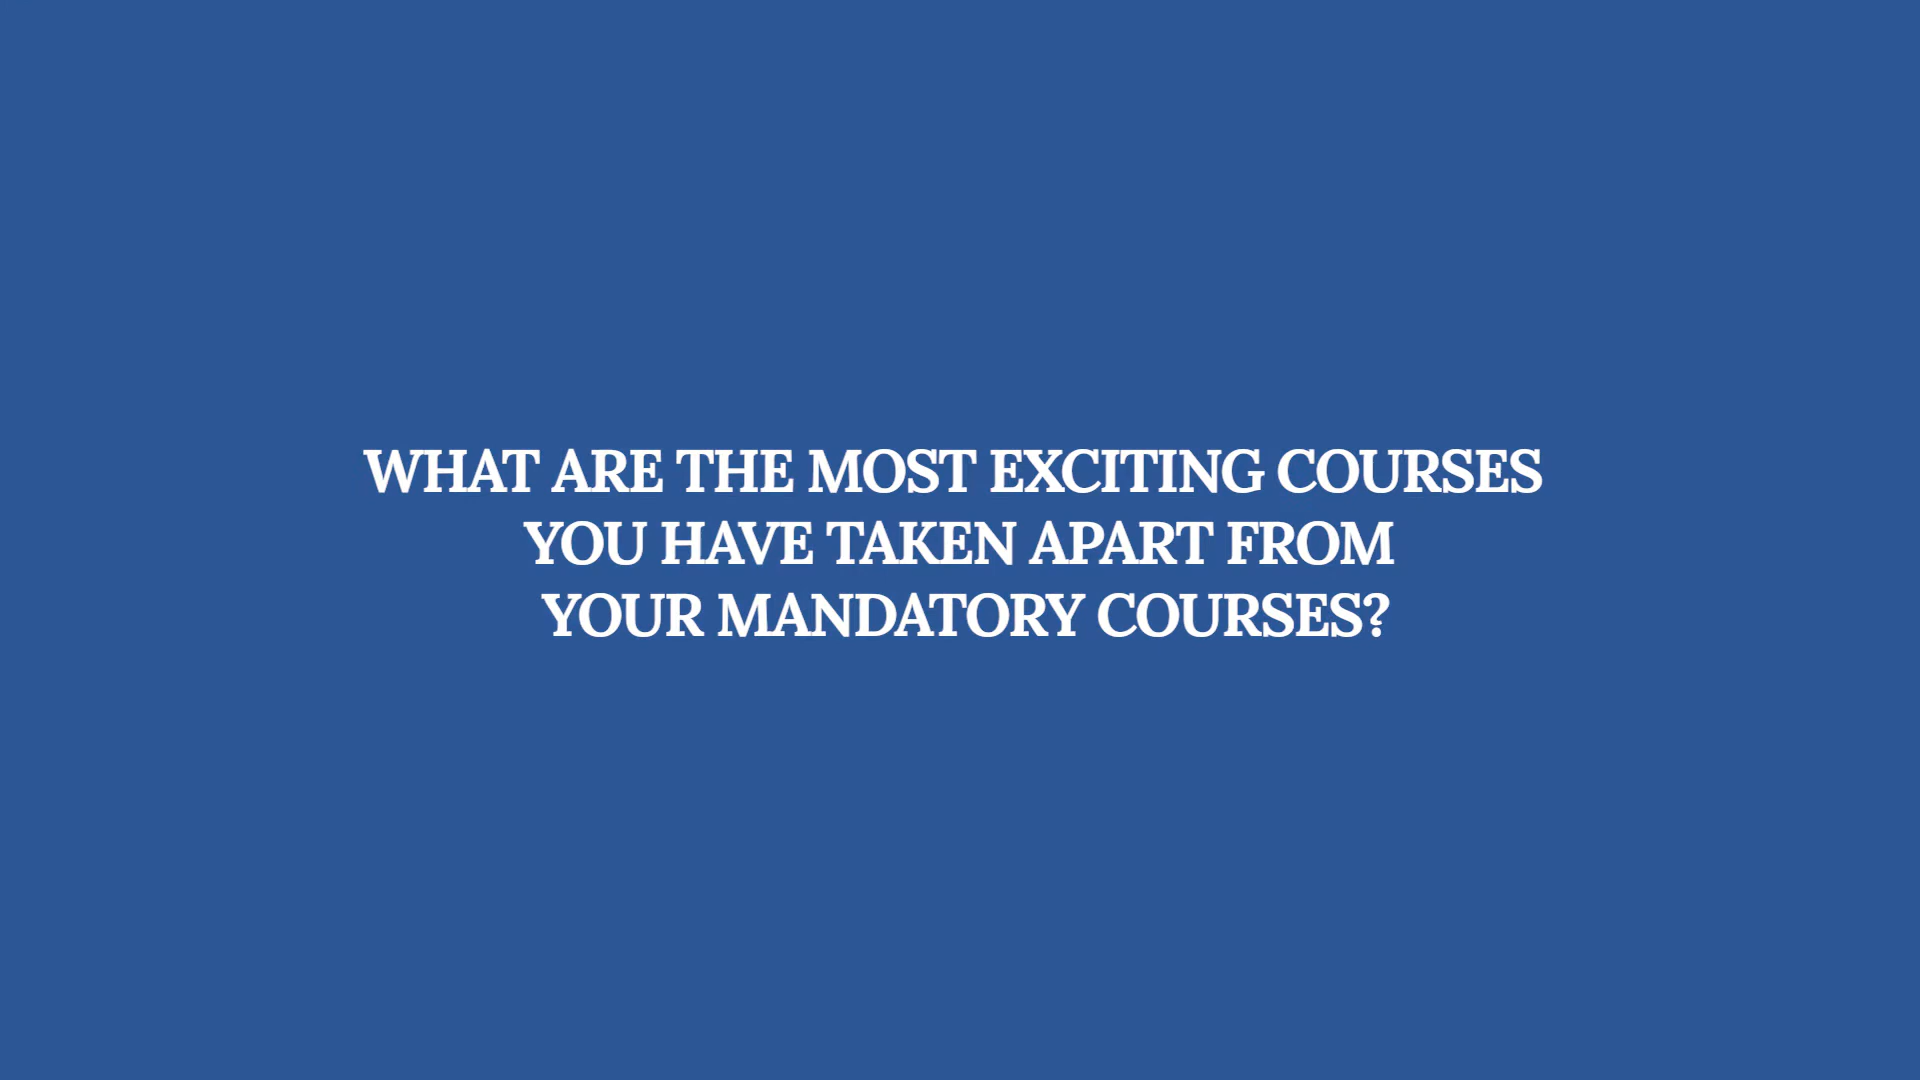 WHAT ARE THE MOST EXCITING COURSES
YOU HAVE TAKEN APART FROM
YOUR MANDATORY COURSES?